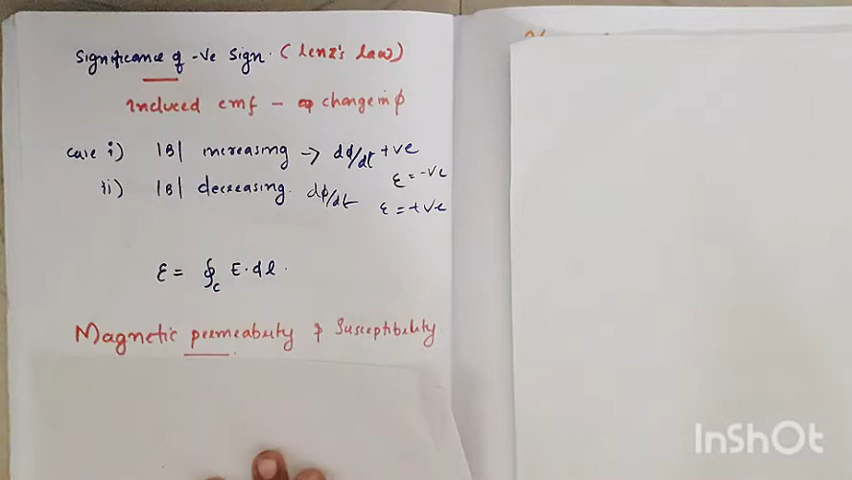 Significance of -ve Sign. (Lenz's Law)
Induced emf - change in ϕ
case i) |B| increasing → dϕ/dt +ve
ε = -ve
ii) |B| decreasing. dϕ/dt ε = +ve
ε = ∮c E·dl.
Magnetic permeability & Susceptibility
InShOt